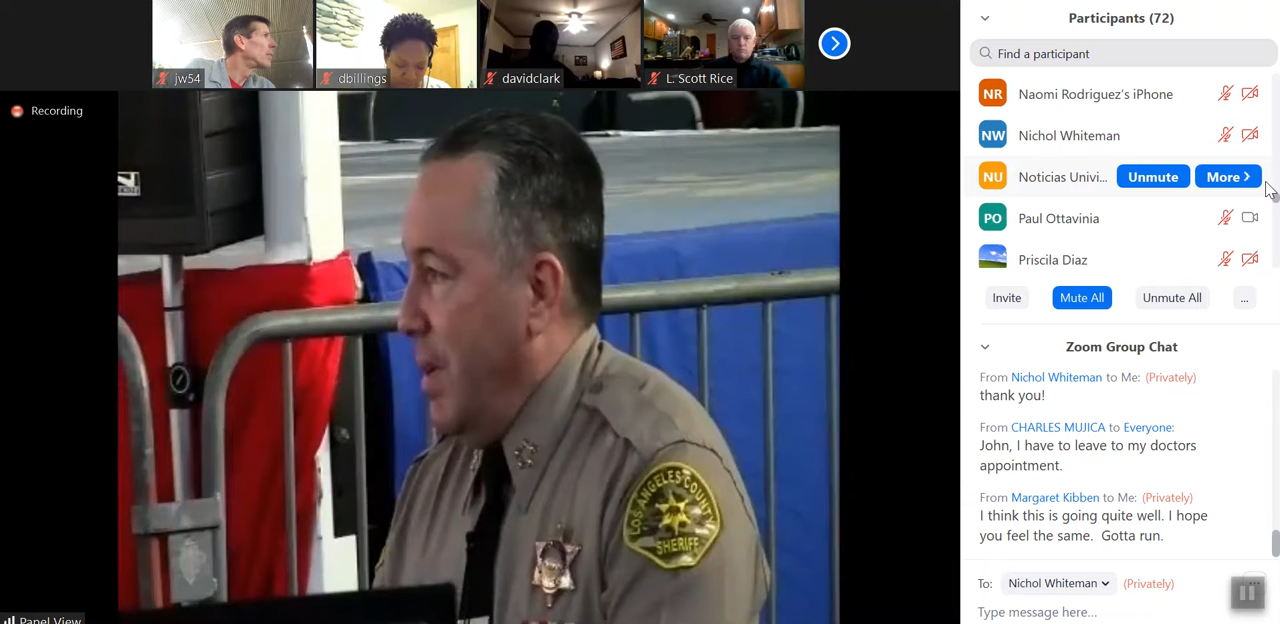 jw54
dbillings
davidclark
L. Scott Rice
Recording
LOS ANGELES COUNTY
SHERIFF
Panel View
Participants (72)
Find a participant
NR Naomi Rodriguez's iPhone
NW Nichol Whiteman
NU Noticias Univi... Unmute More
PO Paul Ottavinia
Priscila Diaz
Invite Mute All Unmute All ...
Zoom Group Chat
From Nichol Whiteman to Me: (Privately)
thank you!
From CHARLES MUJICA to Everyone:
John, I have to leave to my doctors
appointment.
From Margaret Kibben to Me: (Privately)
I think this is going quite well. I hope
you feel the same.  Gotta run.
To: Nichol Whiteman (Privately)
Type message here...